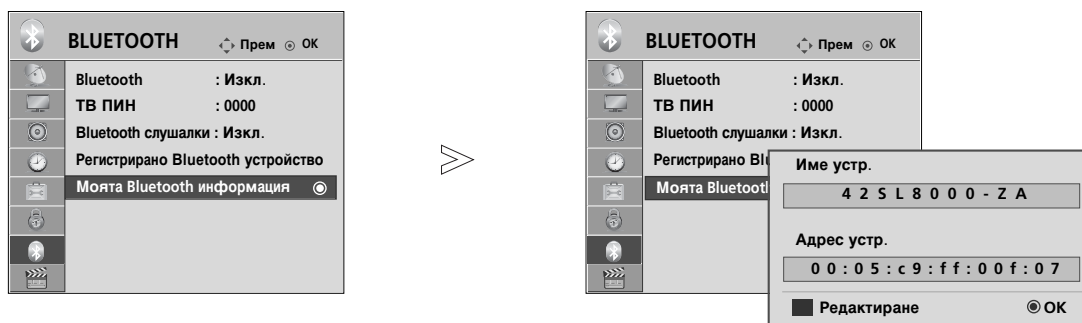 BLUETOOTH Прем OK
Bluetooth : Изкл.
ТВ ПИН : 0000
Bluetooth слушалки : Изкл.
Регистрирано Bluetooth устройство
Моята Bluetooth информация
BLUETOOTH Прем OK
Bluetooth : Изкл.
ТВ ПИН : 0000
Bluetooth слушалки : Изкл.
Регистрирано Bl
Моята Bluetoot
Име устр.
42SL8000-ZA
Адрес устр.
00:05:c9:ff:00f:07
Редактиране OK